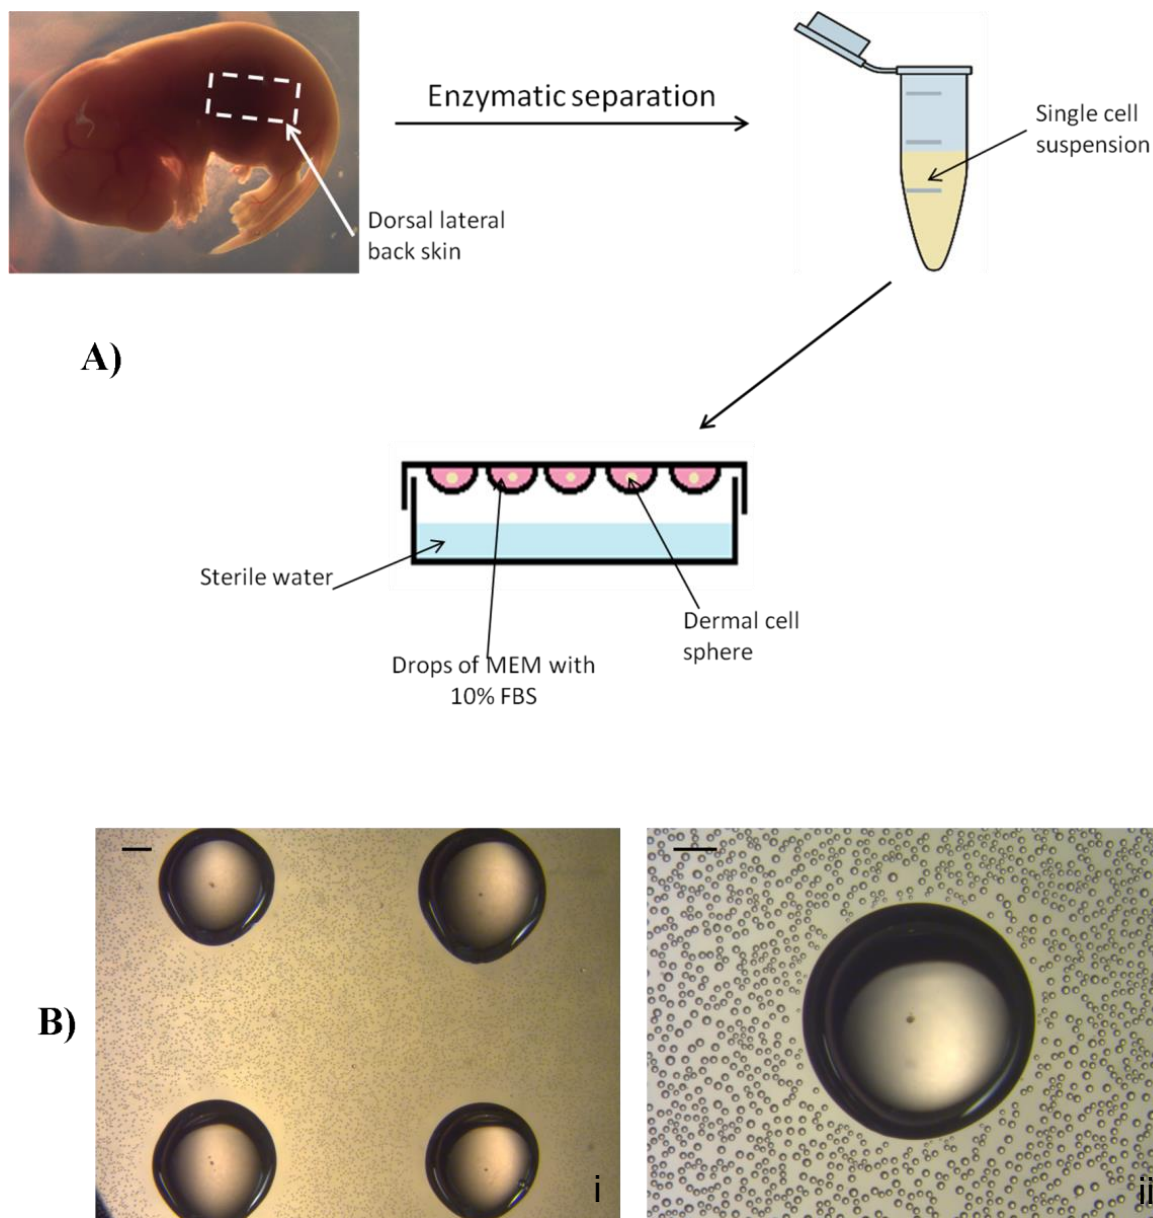 Enzymatic separation
Single cell
suspension
Dorsal lateral
back skin
A)
Sterile water
Dermal cell
sphere
Drops of MEM with
10% FBS
B)
i
ii